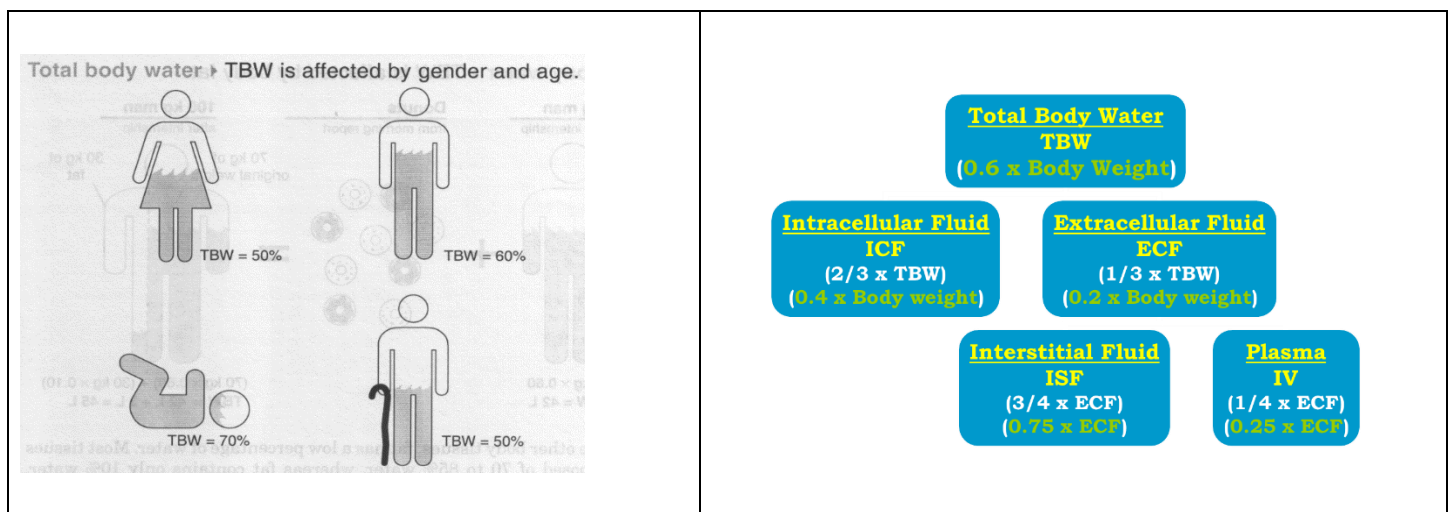 Total body water ▸ TBW is affected by gender and age.
TBW = 50%
TBW = 60%
TBW = 70%
TBW = 50%
Total Body Water
TBW
(0.6 x Body Weight)
Intracellular Fluid
ICF
(2/3 x TBW)
(0.4 x Body weight)
Extracellular Fluid
ECF
(1/3 x TBW)
(0.2 x Body weight)
Interstitial Fluid
ISF
(3/4 x ECF)
(0.75 x ECF)
Plasma
IV
(1/4 x ECF)
(0.25 x ECF)